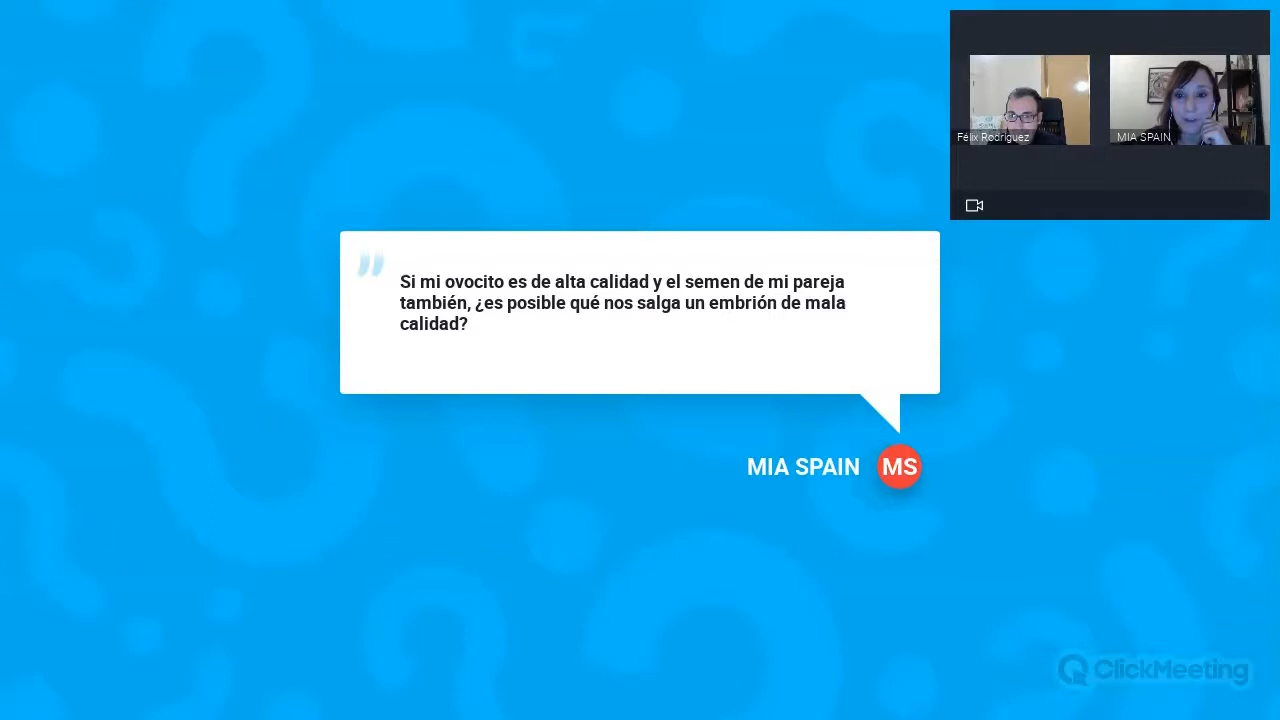 Félix Rodríguez
MIA SPAIN
Si mi ovocito es de alta calidad y el semen de mi pareja
también, ¿es posible qué nos salga un embrión de mala
calidad?
MIA SPAIN
MS
ClickMeeting